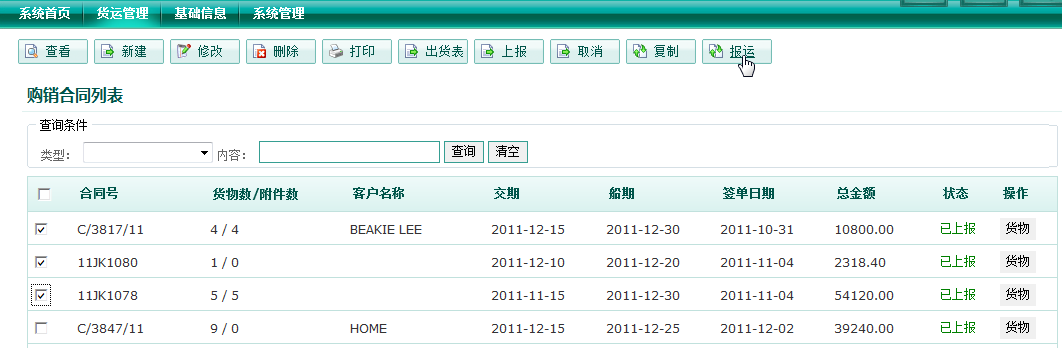 系统首页 货运管理 基础信息 系统管理
查看 新建 修改 删除 打印 出货表 上报 取消 复制 报运
购销合同列表
查询条件
类型: 内容: 查询 清空
合同号 货物数/附件数 客户名称 交期 船期 签单日期 总金额 状态 操作
C/3817/11 4 / 4 BEAKIE LEE 2011-12-15 2011-12-30 2011-10-31 10800.00 已上报 货物
11JK1080 1 / 0 2011-12-10 2011-12-20 2011-11-04 2318.40 已上报 货物
11JK1078 5 / 5 2011-11-15 2011-12-30 2011-11-04 54120.00 已上报 货物
C/3847/11 9 / 0 HOME 2011-12-15 2011-12-25 2011-12-02 39240.00 已上报 货物